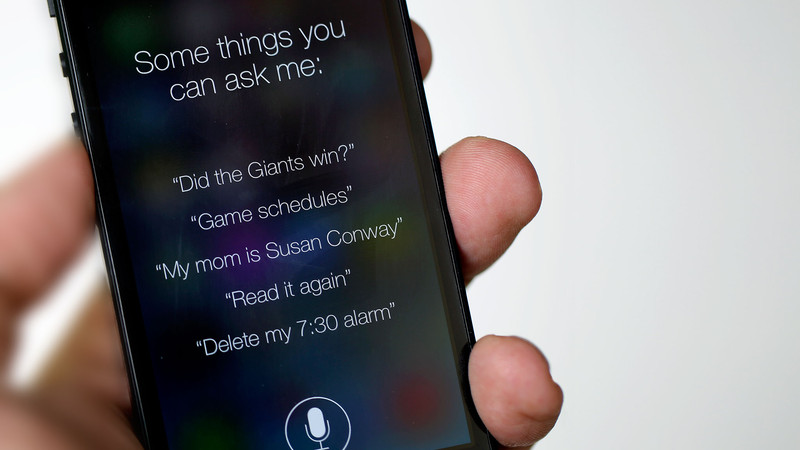 Some things you
can ask me:
“Did the Giants win?”
“Game schedules”
“My mom is Susan Conway”
“Read it again”
“Delete my 7:30 alarm”